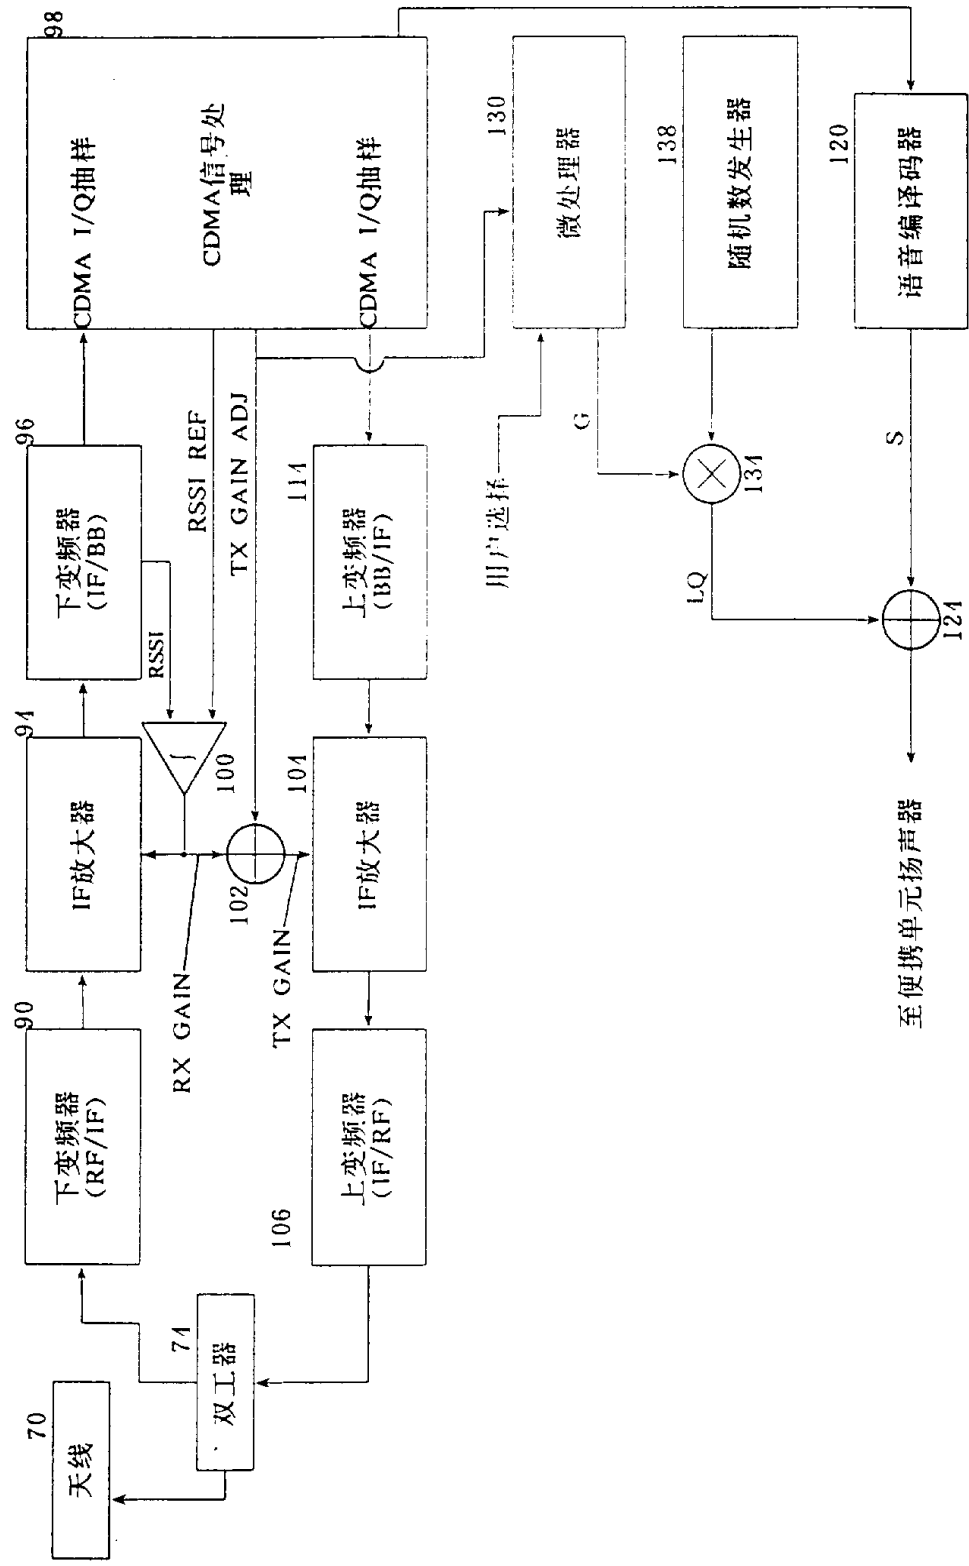 70
天线
74
双工器
90
下变频器
(RF/IF)
94
IF放大器
96
下变频器
(IF/BB)
98
CDMA I/Q抽样
CDMA信号处
理
CDMA I/Q抽样
RSSI
RSSI REF
TX GAIN ADJ
100
102
RX GAIN
TX GAIN
106
上变频器
(IF/RF)
104
IF放大器
114
上变频器
(BB/IF)
用户选择
130
微处理器
G
138
随机数发生器
134
LQ
120
语音编译码器
S
124
至便携单元扬声器